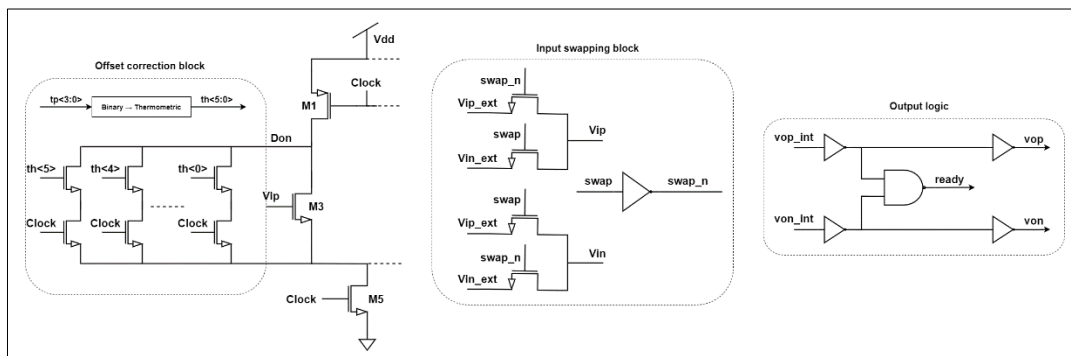 Vdd
Offset correction block
Clock
tp<3:0>
Binary → Thermometric
th<5:0>
M1
Don
th<5>
th<4>
th<0>
Vip
M3
Clock
Clock
Clock
Clock
M5
Input swapping block
swap_n
Vip_ext
swap
Vip
Vin_ext
swap
swap_n
swap
Vip_ext
Vin
swap_n
Vin_ext
Output logic
vop_int
vop
ready
von_int
von